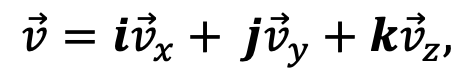 v⃗ = iv⃗ₓ + jv⃗ᵧ + kv⃗_z,